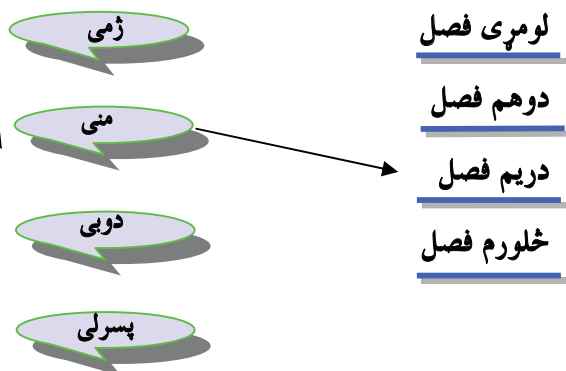 لومړی فصل
دوهم فصل
دریم فصل
څلورم فصل
ژمی
منی
دوبی
پسرلی